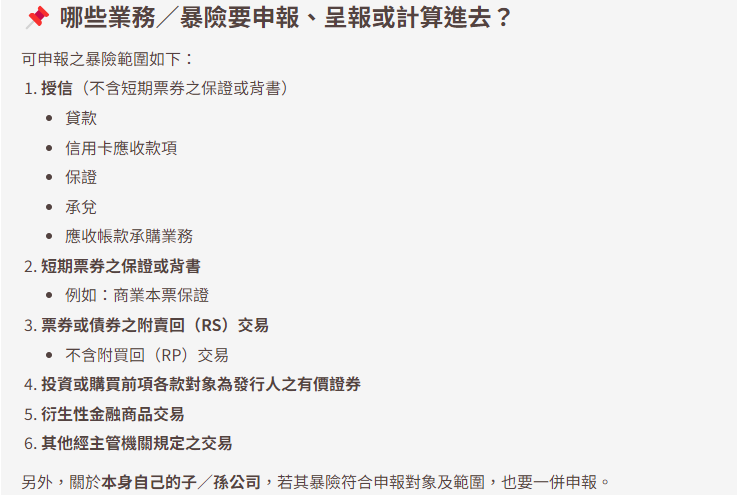 📌 哪些業務／暴險要申報、呈報或計算進去？
可申報之暴險範圍如下：
1. 授信（不含短期票券之保證或背書）
• 貸款
• 信用卡應收款項
• 保證
• 承兌
• 應收帳款承購業務
2. 短期票券之保證或背書
• 例如：商業本票保證
3. 票券或債券之附賣回（RS）交易
• 不含附買回（RP）交易
4. 投資或購買前項各款對象為發行人之有價證券
5. 衍生性金融商品交易
6. 其他經主管機關規定之交易
另外，關於本身自己的子／孫公司，若其暴險符合申報對象及範圍，也要一併申報。